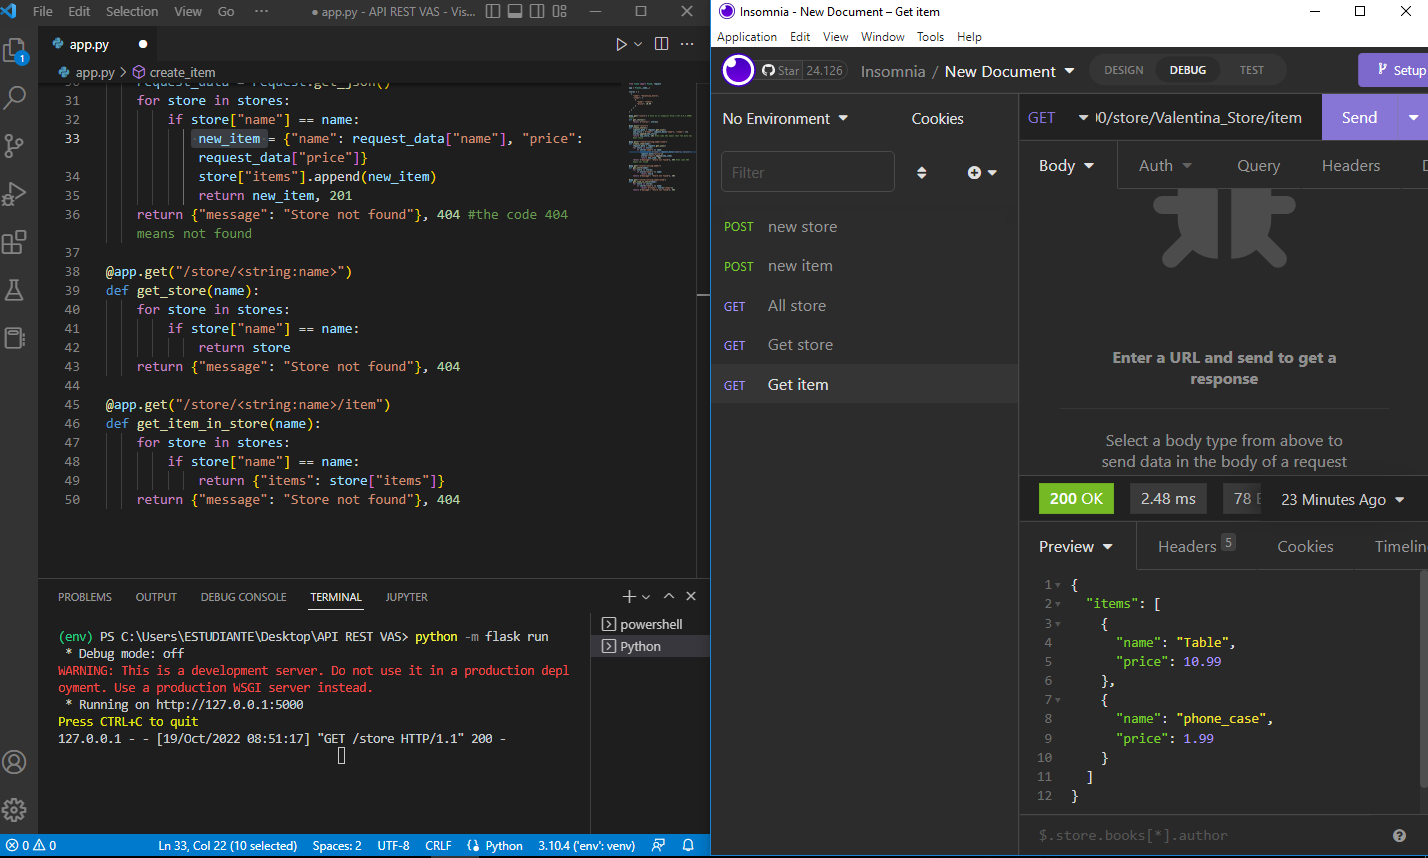 File Edit Selection View Go ··· ● app.py - API REST VAS - Vis...
app.py ●
app.py > create_item
1
30 request_data = request.get_json()
31 for store in stores:
32 if store["name"] == name:
33 new_item = {"name": request_data["name"], "price":
request_data["price"]}
34 store["items"].append(new_item)
35 return new_item, 201
36 return {"message": "Store not found"}, 404 #the code 404
means not found
37
38 @app.get("/store/<string:name>")
39 def get_store(name):
40 for store in stores:
41 if store["name"] == name:
42 return store
43 return {"message": "Store not found"}, 404
44
45 @app.get("/store/<string:name>/item")
46 def get_item_in_store(name):
47 for store in stores:
48 if store["name"] == name:
49 return {"items": store["items"]}
50 return {"message": "Store not found"}, 404
PROBLEMS OUTPUT DEBUG CONSOLE TERMINAL JUPYTER
(env) PS C:\Users\ESTUDIANTE\Desktop\API REST VAS> python -m flask run
* Debug mode: off
WARNING: This is a development server. Do not use it in a production depl
oyment. Use a production WSGI server instead.
* Running on http://127.0.0.1:5000
Press CTRL+C to quit
127.0.0.1 - - [19/Oct/2022 08:51:17] "GET /store HTTP/1.1" 200 -
powershell
Python
0 0 Ln 33, Col 22 (10 selected) Spaces: 2 UTF-8 CRLF Python 3.10.4 ('env': venv)
Insomnia - New Document – Get item
Application Edit View Window Tools Help
Star 24,126 Insomnia / New Document DESIGN DEBUG TEST Setup
No Environment Cookies
Filter
POST new store
POST new item
GET All store
GET Get store
GET Get item
GET 0/store/Valentina_Store/item Send
Body Auth Query Headers D
Enter a URL and send to get a
response
Select a body type from above to
send data in the body of a request
200 OK 2.48 ms 78 B 23 Minutes Ago
Preview Headers 5 Cookies Timelin
1 {
2 "items": [
3 {
4 "name": "Table",
5 "price": 10.99
6 },
7 {
8 "name": "phone_case",
9 "price": 1.99
10 }
11 ]
12 }
$.store.books[*].author